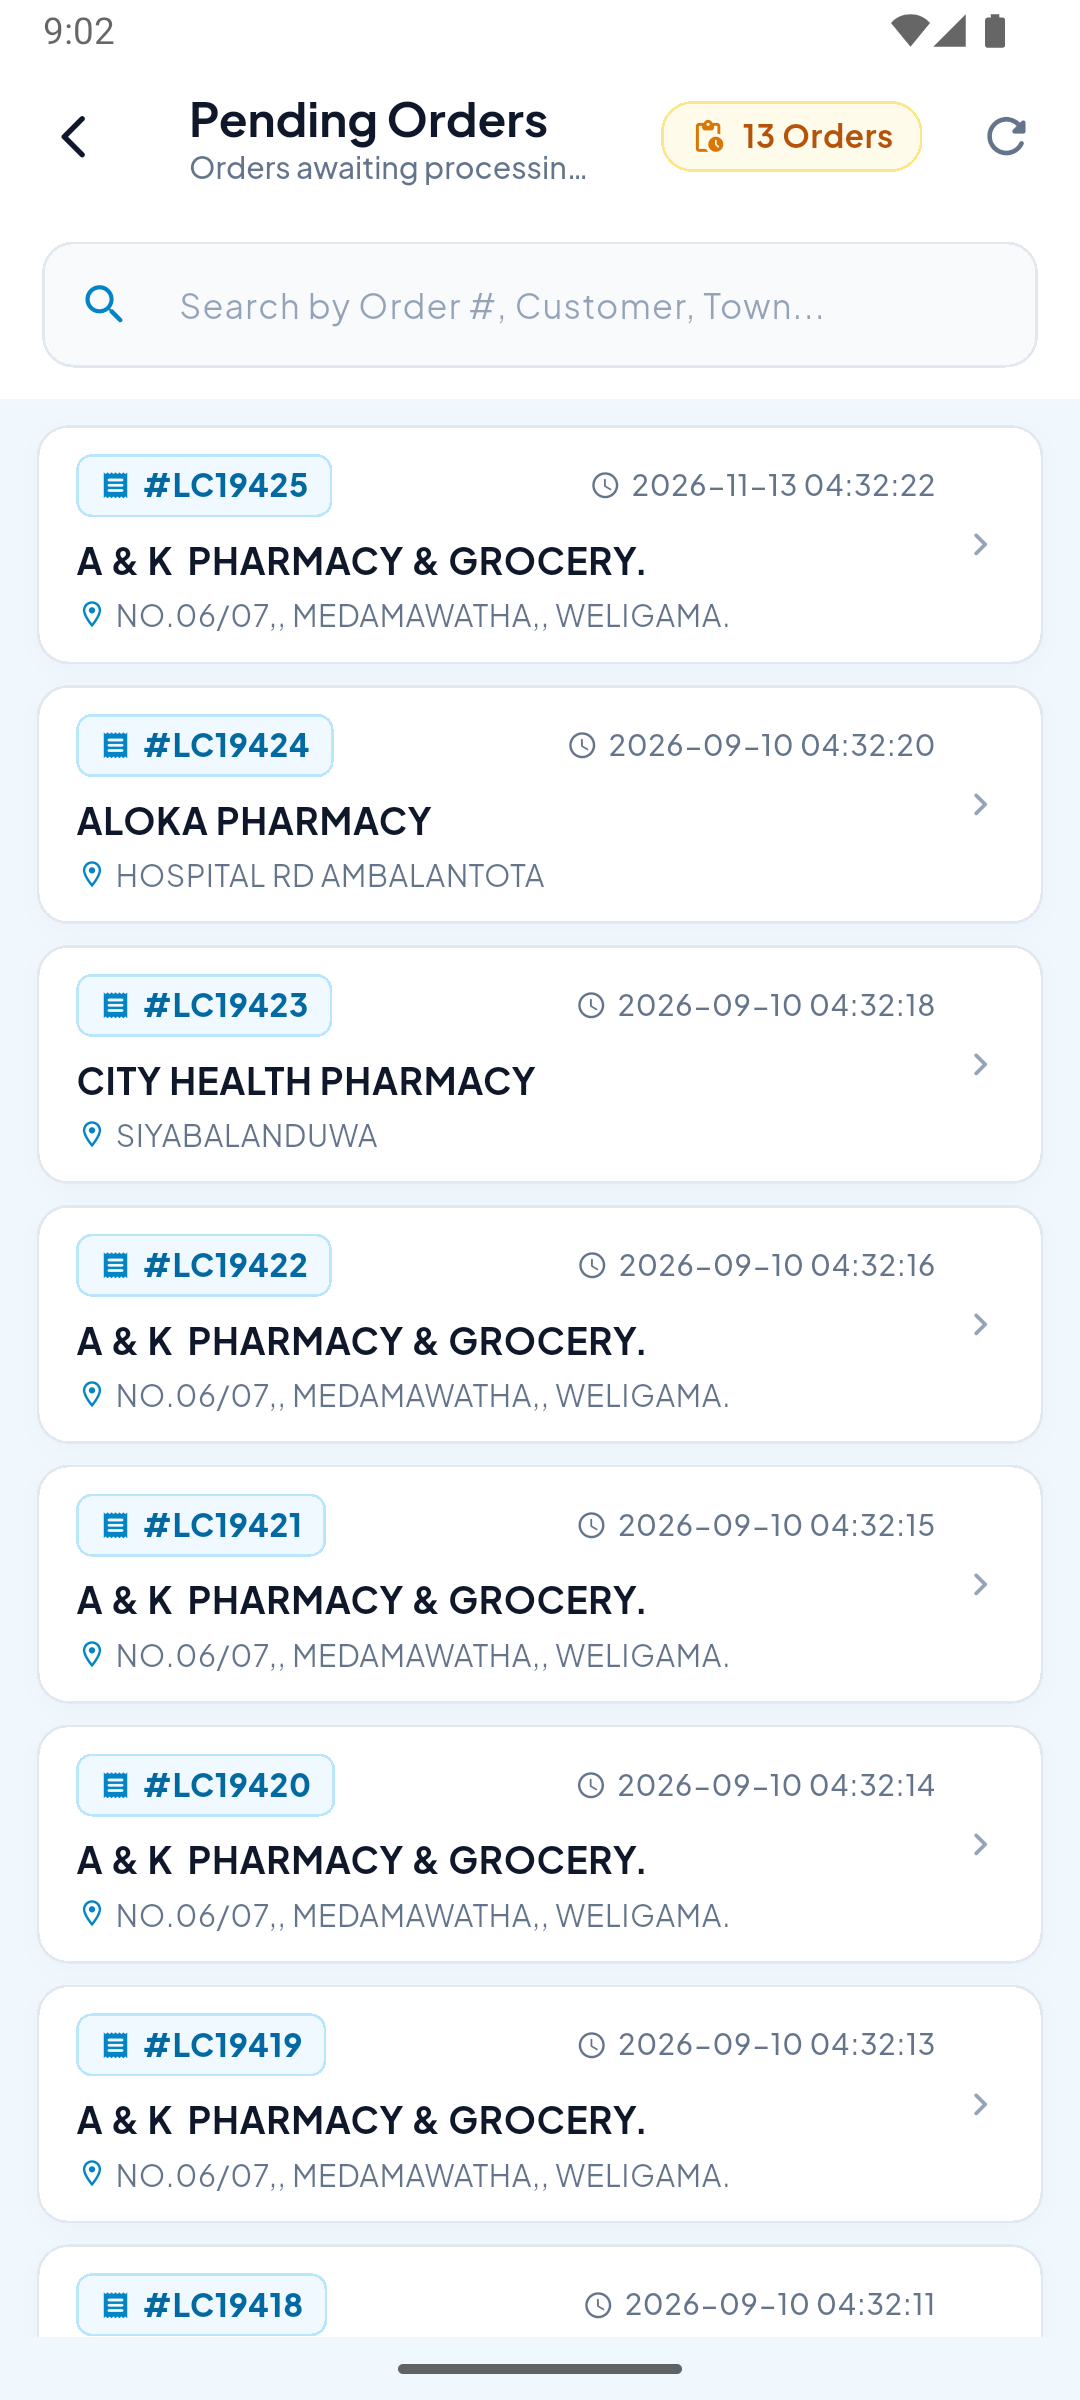 9:02
Pending Orders
Orders awaiting processin...
13 Orders
Search by Order #, Customer, Town...
#LC19425
2026-11-13 04:32:22
A & K  PHARMACY & GROCERY.
NO.06/07,, MEDAMAWATHA,, WELIGAMA.
#LC19424
2026-09-10 04:32:20
ALOKA PHARMACY
HOSPITAL RD AMBALANTOTA
#LC19423
2026-09-10 04:32:18
CITY HEALTH PHARMACY
SIYABALANDUWA
#LC19422
2026-09-10 04:32:16
A & K  PHARMACY & GROCERY.
NO.06/07,, MEDAMAWATHA,, WELIGAMA.
#LC19421
2026-09-10 04:32:15
A & K  PHARMACY & GROCERY.
NO.06/07,, MEDAMAWATHA,, WELIGAMA.
#LC19420
2026-09-10 04:32:14
A & K  PHARMACY & GROCERY.
NO.06/07,, MEDAMAWATHA,, WELIGAMA.
#LC19419
2026-09-10 04:32:13
A & K  PHARMACY & GROCERY.
NO.06/07,, MEDAMAWATHA,, WELIGAMA.
#LC19418
2026-09-10 04:32:11